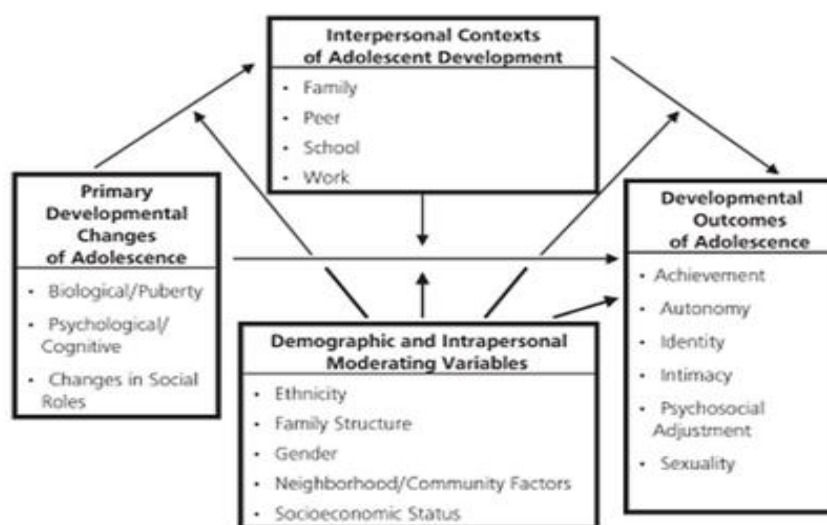 Interpersonal Contexts
of Adolescent Development
• Family
• Peer
• School
• Work
Primary
Developmental
Changes
of Adolescence
• Biological/Puberty
• Psychological/
Cognitive
• Changes in Social
Roles
Developmental
Outcomes
of Adolescence
• Achievement
• Autonomy
• Identity
• Intimacy
• Psychosocial
Adjustment
• Sexuality
Demographic and Intrapersonal
Moderating Variables
• Ethnicity
• Family Structure
• Gender
• Neighborhood/Community Factors
• Socioeconomic Status